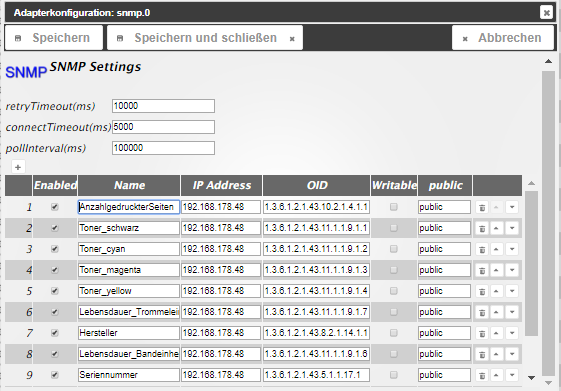 Adapterkonfiguration: snmp.0
Speichern Speichern und schließen Abbrechen
SNMP SNMP Settings
retryTimeout(ms) 10000
connectTimeout(ms) 5000
pollInterval(ms) 100000
Enabled Name IP Address OID Writable public
1 AnzahlgedruckterSeiten 192.168.178.48 1.3.6.1.2.1.43.10.2.1.4.1.1 public
2 Toner_schwarz 192.168.178.48 1.3.6.1.2.1.43.11.1.1.9.1.1 public
3 Toner_cyan 192.168.178.48 1.3.6.1.2.1.43.11.1.1.9.1.2 public
4 Toner_magenta 192.168.178.48 1.3.6.1.2.1.43.11.1.1.9.1.3 public
5 Toner_yellow 192.168.178.48 1.3.6.1.2.1.43.11.1.1.9.1.4 public
6 Lebensdauer_Trommelein 192.168.178.48 1.3.6.1.2.1.43.11.1.1.9.1.7 public
7 Hersteller 192.168.178.48 1.3.6.1.2.1.43.8.2.1.14.1.1 public
8 Lebensdauer_Bandeinhe 192.168.178.48 1.3.6.1.2.1.43.11.1.1.9.1.6 public
9 Seriennummer 192.168.178.48 1.3.6.1.2.1.43.5.1.1.17.1 public